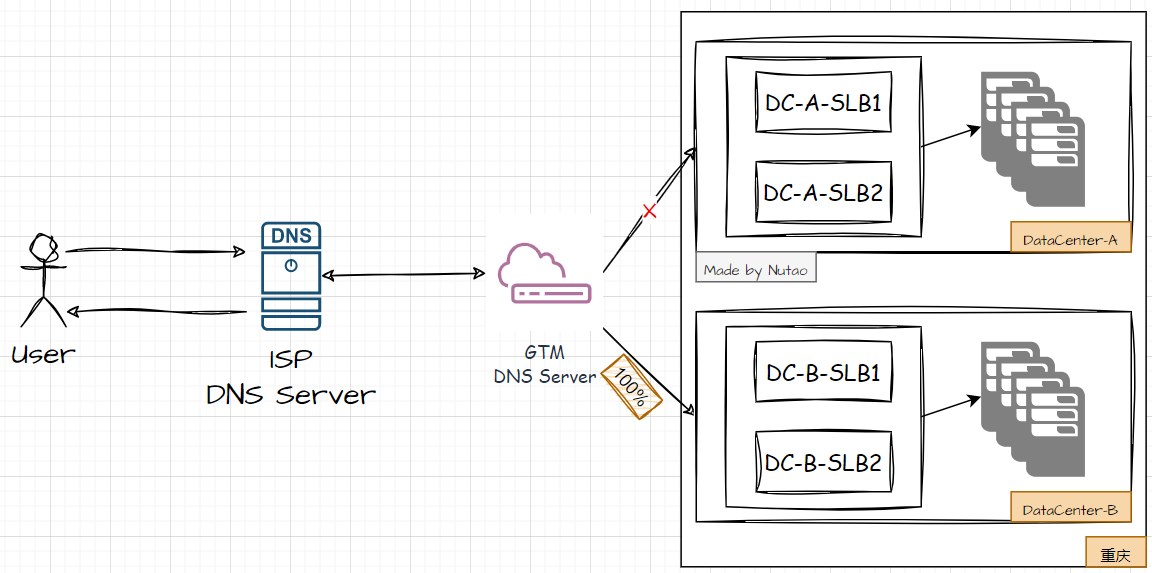 DNS
User
ISP
DNS Server
GTM
DNS Server
100%
DC-A-SLB1
DC-A-SLB2
DataCenter-A
Made by Nutao
DC-B-SLB1
DC-B-SLB2
DataCenter-B
重庆